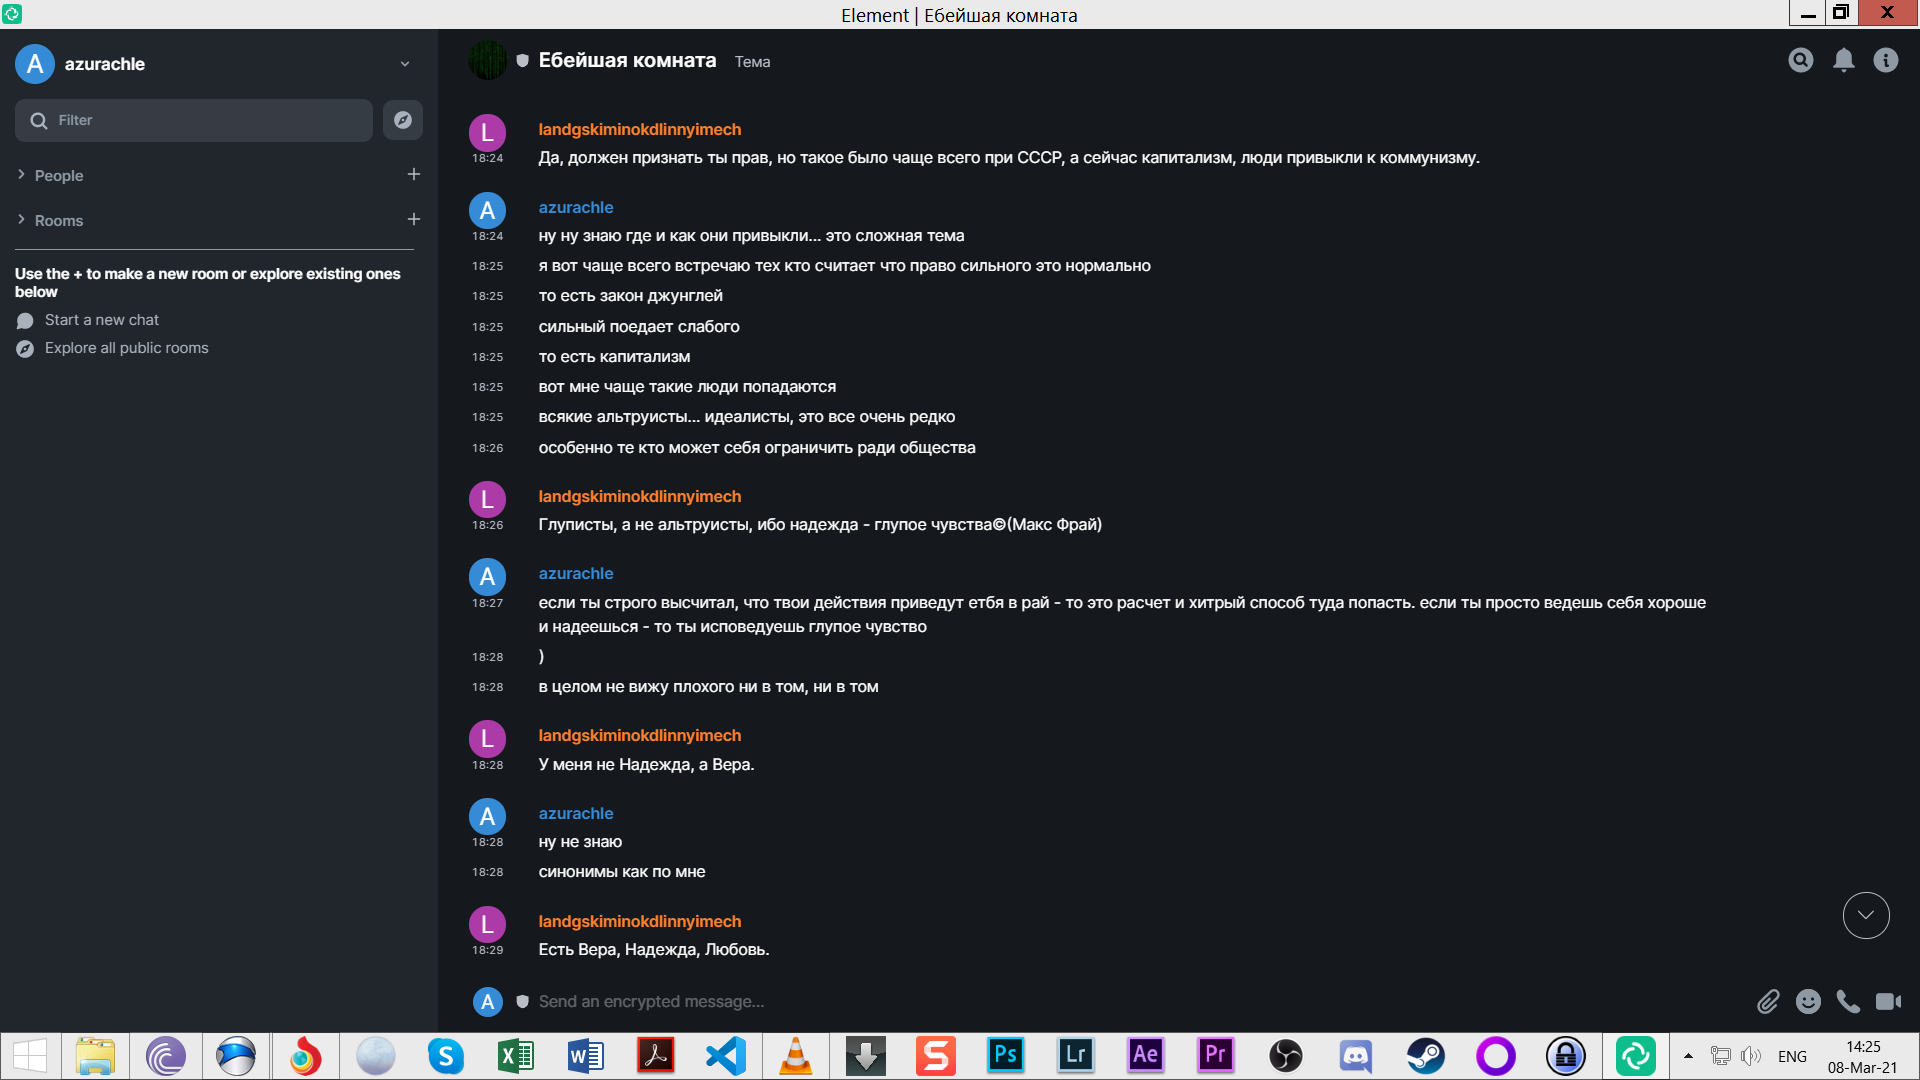 Element | Ебейшая комната
A
azurachle
Filter
People
Rooms
Use the + to make a new room or explore existing ones
below
Start a new chat
Explore all public rooms
Ебейшая комната Тема
L
landgskiminokdlinnyimech
18:24 Да, должен признать ты прав, но такое было чаще всего при СССР, а сейчас капитализм, люди привыкли к коммунизму.
A
azurachle
18:24 ну ну знаю где и как они привыкли... это сложная тема
18:25 я вот чаще всего встречаю тех кто считает что право сильного это нормально
18:25 то есть закон джунглей
18:25 сильный поедает слабого
18:25 то есть капитализм
18:25 вот мне чаще такие люди попадаются
18:25 всякие альтруисты... идеалисты, это все очень редко
18:26 особенно те кто может себя ограничить ради общества
L
landgskiminokdlinnyimech
18:26 Глуписты, а не альтруисты, ибо надежда - глупое чувства©(Макс Фрай)
A
azurachle
18:27 если ты строго высчитал, что твои действия приведут етбя в рай - то это расчет и хитрый способ туда попасть. если ты просто ведешь себя хороше
и надеешься - то ты исповедуешь глупое чувство
18:28 )
18:28 в целом не вижу плохого ни в том, ни в том
L
landgskiminokdlinnyimech
18:28 У меня не Надежда, а Вера.
A
azurachle
18:28 ну не знаю
18:28 синонимы как по мне
L
landgskiminokdlinnyimech
18:29 Есть Вера, Надежда, Любовь.
A
Send an encrypted message...
S
X
W
S
Ps
Lr
Ae
Pr
ENG
14:25
08-Mar-21